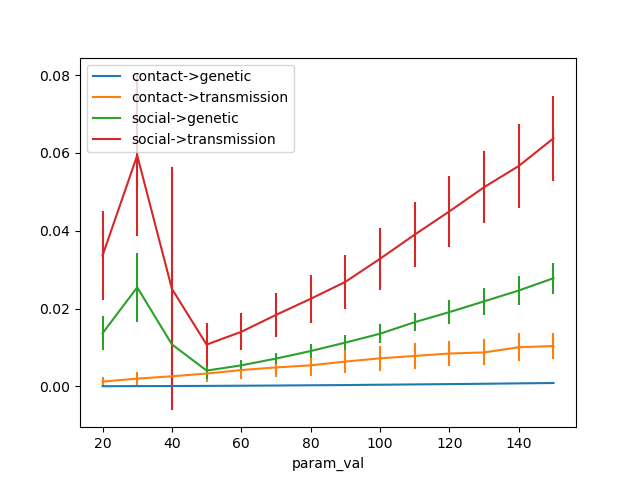 contact->genetic
contact->transmission
social->genetic
social->transmission
0.08
0.06
0.04
0.02
0.00
20 40 60 80 100 120 140
param_val